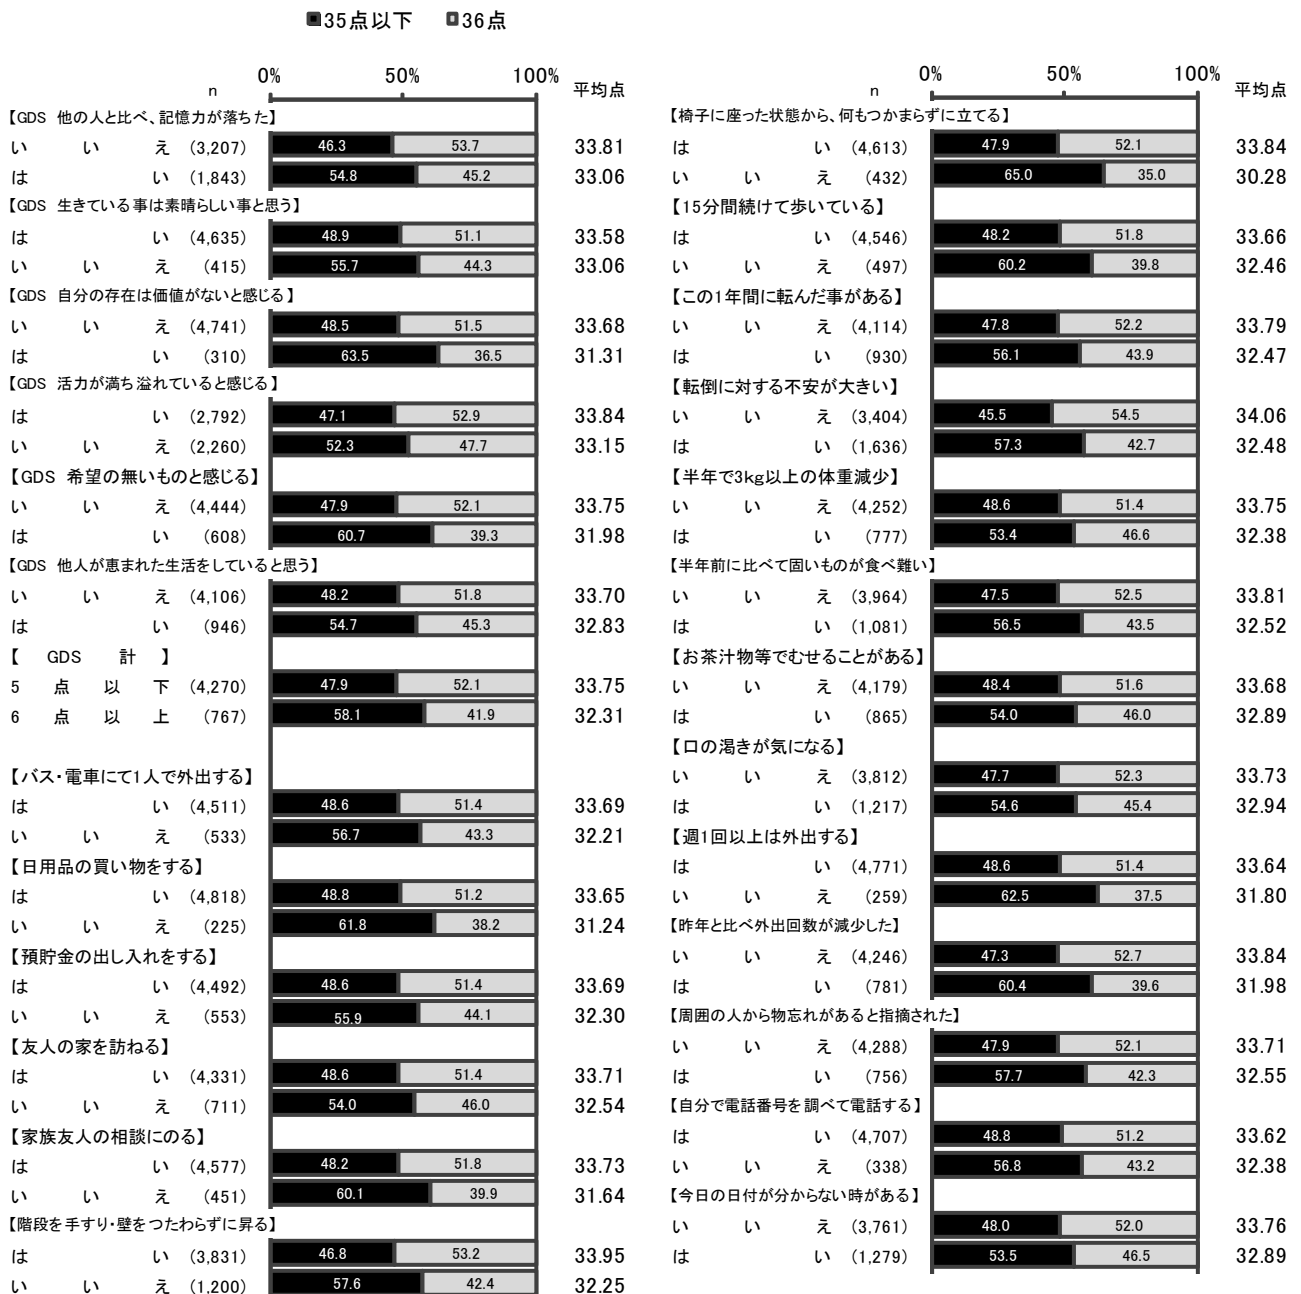 ■35点以下 □36点
0% 50% 100%
n 平均点
【GDS 他の人と比べ、記憶力が落ちた】
いいえ (3,207) 46.3 53.7 33.81
はい (1,843) 54.8 45.2 33.06
【GDS 生きている事は素晴らしい事と思う】
はい (4,635) 48.9 51.1 33.58
いいえ (415) 55.7 44.3 33.06
【GDS 自分の存在は価値がないと感じる】
いいえ (4,741) 48.5 51.5 33.68
はい (310) 63.5 36.5 31.31
【GDS 活力が満ち溢れていると感じる】
はい (2,792) 47.1 52.9 33.84
いいえ (2,260) 52.3 47.7 33.15
【GDS 希望の無いものと感じる】
いいえ (4,444) 47.9 52.1 33.75
はい (608) 60.7 39.3 31.98
【GDS 他人が恵まれた生活をしていると思う】
いいえ (4,106) 48.2 51.8 33.70
はい (946) 54.7 45.3 32.83
【 GDS 計 】
5点以下 (4,270) 47.9 52.1 33.75
6点以上 (767) 58.1 41.9 32.31
【バス・電車にて1人で外出する】
はい (4,511) 48.6 51.4 33.69
いいえ (533) 56.7 43.3 32.21
【日用品の買い物をする】
はい (4,818) 48.8 51.2 33.65
いいえ (225) 61.8 38.2 31.24
【預貯金の出し入れをする】
はい (4,492) 48.6 51.4 33.69
いいえ (553) 55.9 44.1 32.30
【友人の家を訪ねる】
はい (4,331) 48.6 51.4 33.71
いいえ (711) 54.0 46.0 32.54
【家族友人の相談にのる】
はい (4,577) 48.2 51.8 33.73
いいえ (451) 60.1 39.9 31.64
【階段を手すり・壁をつたわらずに昇る】
はい (3,831) 46.8 53.2 33.95
いいえ (1,200) 57.6 42.4 32.25
0% 50% 100%
n 平均点
【椅子に座った状態から、何もつかまらずに立てる】
はい (4,613) 47.9 52.1 33.84
いいえ (432) 65.0 35.0 30.28
【15分間続けて歩いている】
はい (4,546) 48.2 51.8 33.66
いいえ (497) 60.2 39.8 32.46
【この1年間に転んだ事がある】
いいえ (4,114) 47.8 52.2 33.79
はい (930) 56.1 43.9 32.47
【転倒に対する不安が大きい】
いいえ (3,404) 45.5 54.5 34.06
はい (1,636) 57.3 42.7 32.48
【半年で3kg以上の体重減少】
いいえ (4,252) 48.6 51.4 33.75
はい (777) 53.4 46.6 32.38
【半年前に比べて固いものが食べ難い】
いいえ (3,964) 47.5 52.5 33.81
はい (1,081) 56.5 43.5 32.52
【お茶汁物等でむせることがある】
いいえ (4,179) 48.4 51.6 33.68
はい (865) 54.0 46.0 32.89
【口の渇きが気になる】
いいえ (3,812) 47.7 52.3 33.73
はい (1,217) 54.6 45.4 32.94
【週1回以上は外出する】
はい (4,771) 48.6 51.4 33.64
いいえ (259) 62.5 37.5 31.80
【昨年と比べ外出回数が減少した】
いいえ (4,246) 47.3 52.7 33.84
はい (781) 60.4 39.6 31.98
【周囲の人から物忘れがあると指摘された】
いいえ (4,288) 47.9 52.1 33.71
はい (756) 57.7 42.3 32.55
【自分で電話番号を調べて電話する】
はい (4,707) 48.8 51.2 33.62
いいえ (338) 56.8 43.2 32.38
【今日の日付が分からない時がある】
いいえ (3,761) 48.0 52.0 33.76
はい (1,279) 53.5 46.5 32.89